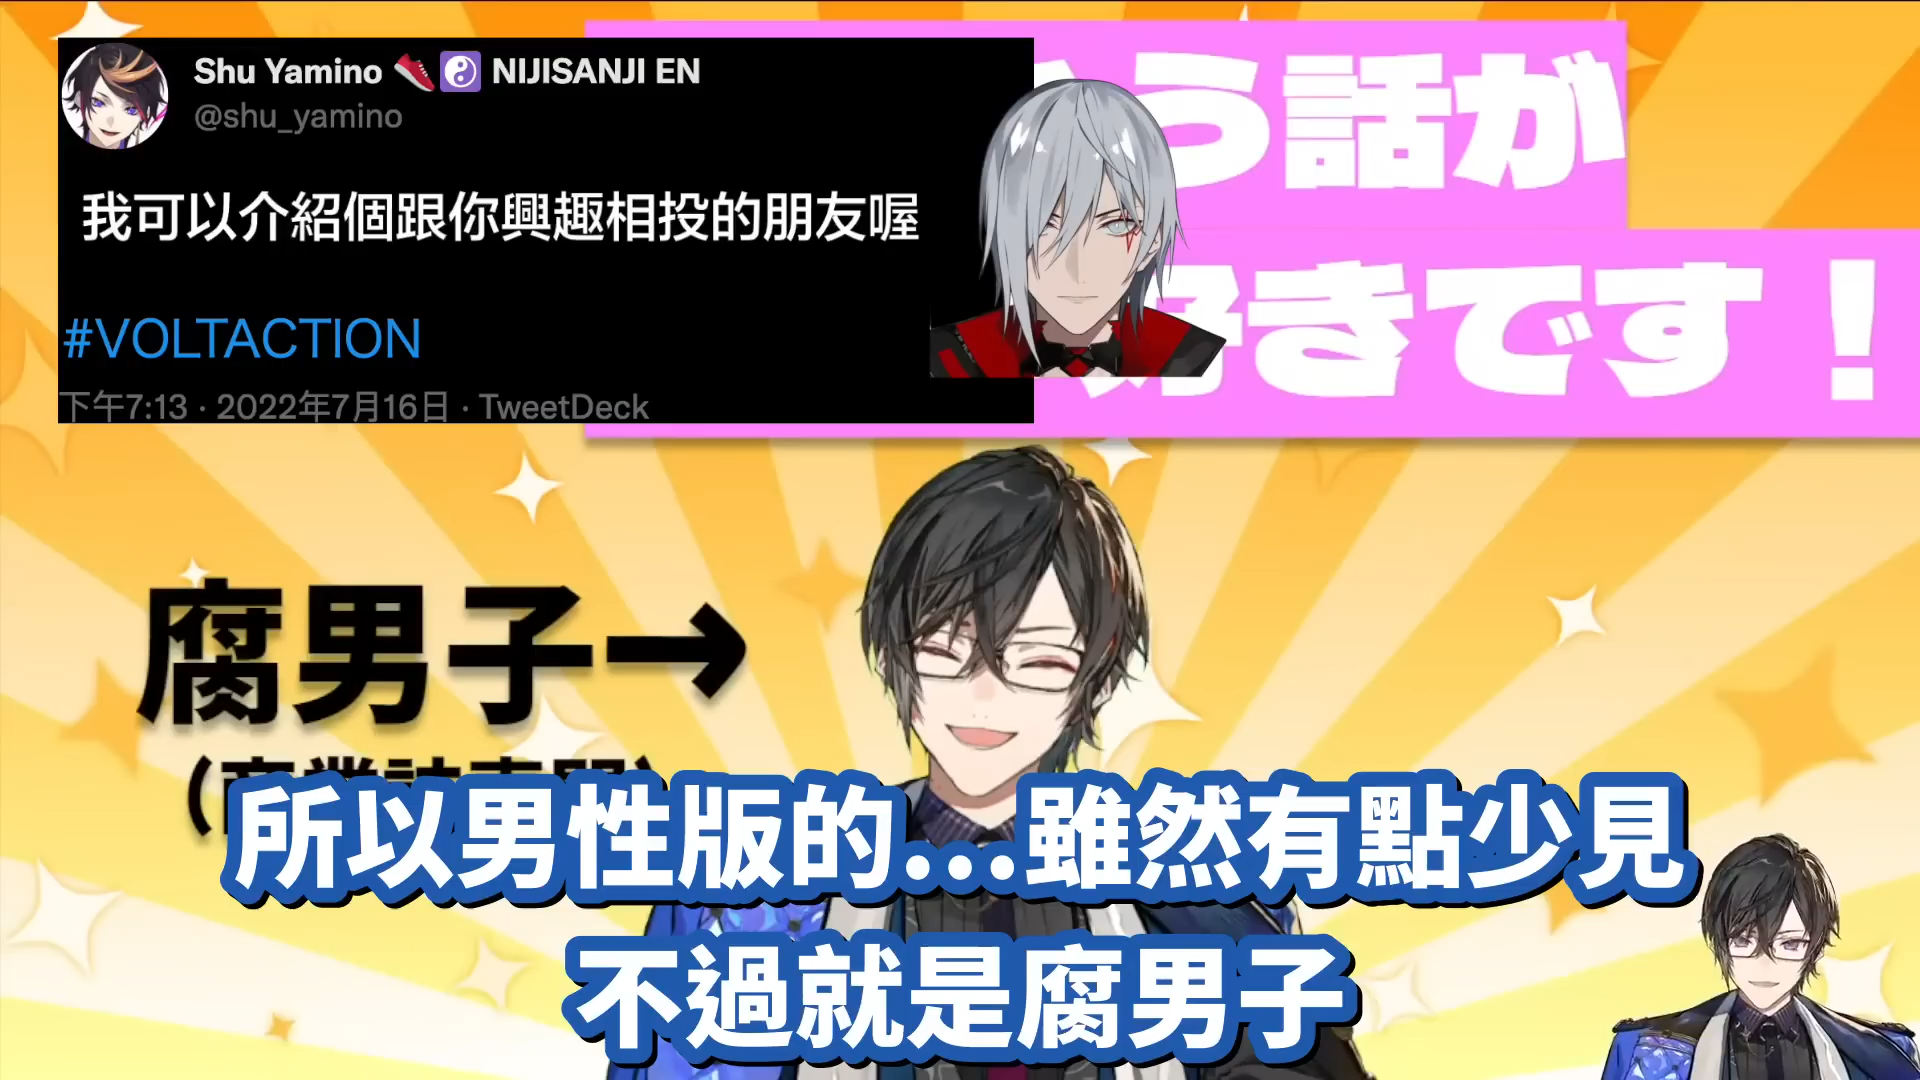 Shu Yamino 👟☯️ NIJISANJI EN
@shu_yamino
我可以介紹個跟你興趣相投的朋友喔
#VOLTACTION
下午7:13 · 2022年7月16日 · TweetDeck
う話が
好きです！
腐男子→
所以男性版的...雖然有點少見
不過就是腐男子